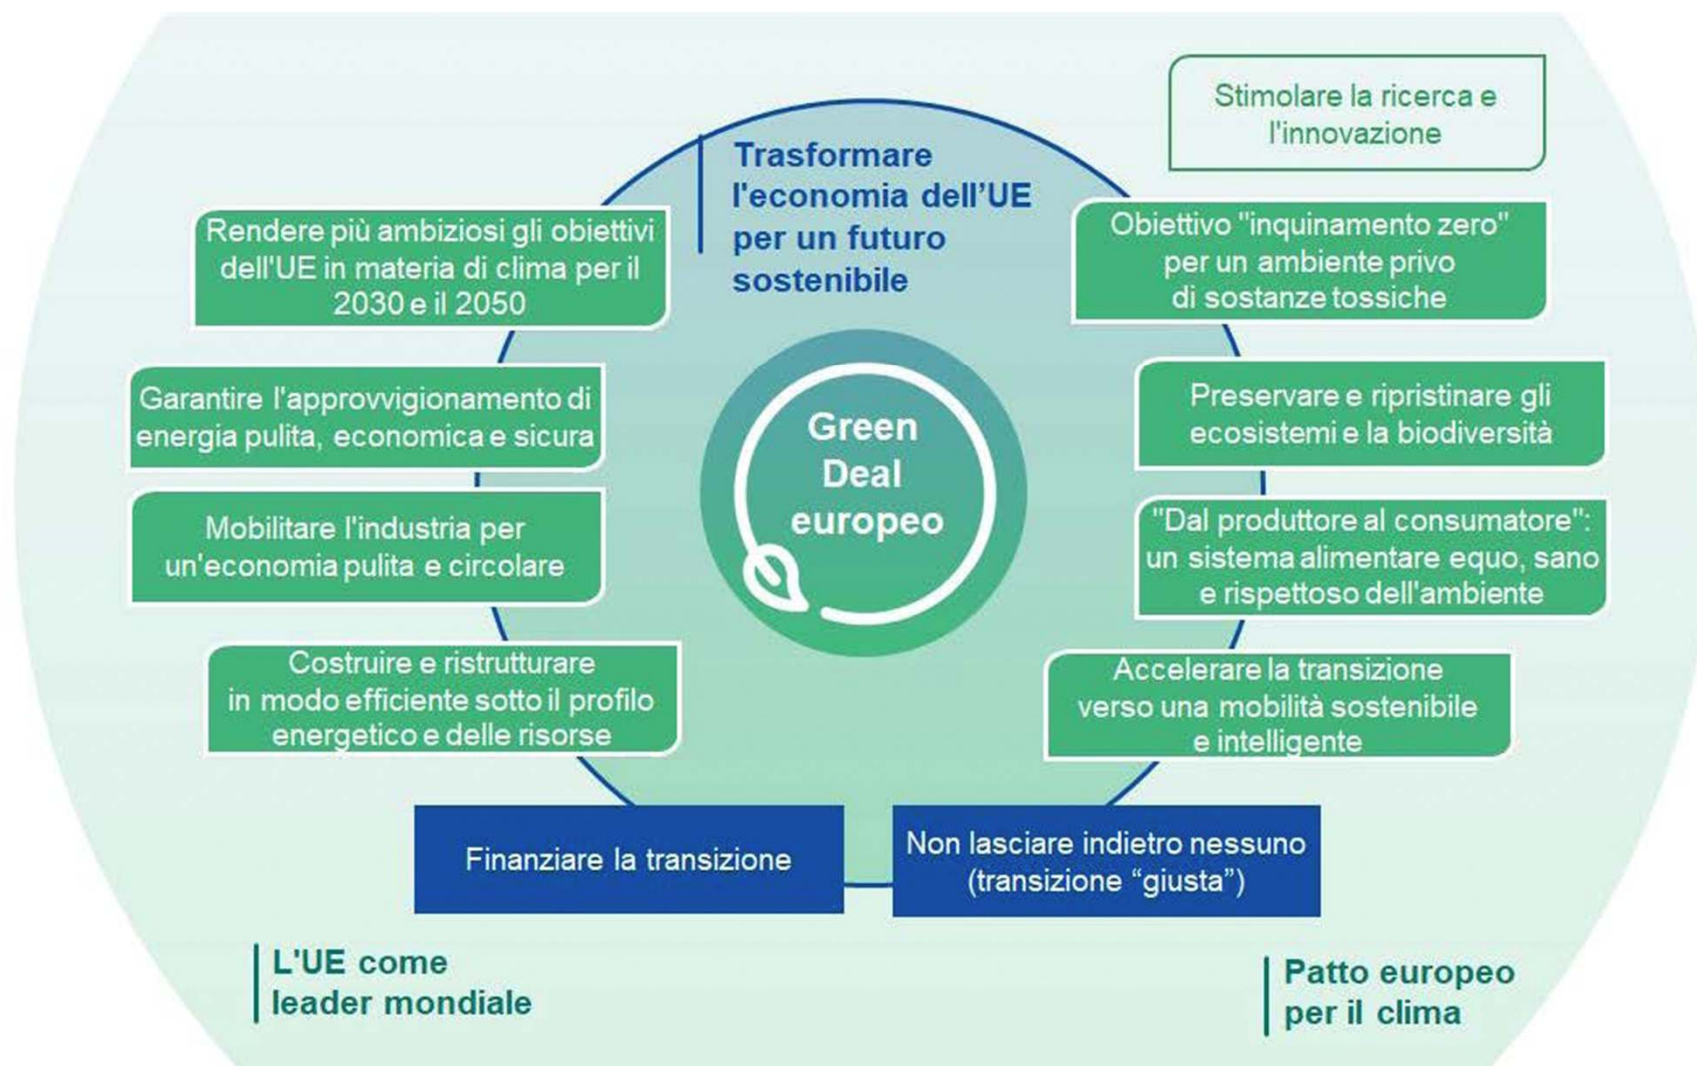 Stimolare la ricerca e
l'innovazione
Trasformare
l'economia dell’UE
per un futuro
sostenibile
Rendere più ambiziosi gli obiettivi
dell'UE in materia di clima per il
2030 e il 2050
Obiettivo "inquinamento zero"
per un ambiente privo
di sostanze tossiche
Garantire l'approvvigionamento di
energia pulita, economica e sicura
Green
Deal
europeo
Preservare e ripristinare gli
ecosistemi e la biodiversità
Mobilitare l'industria per
un'economia pulita e circolare
"Dal produttore al consumatore":
un sistema alimentare equo, sano
e rispettoso dell'ambiente
Costruire e ristrutturare
in modo efficiente sotto il profilo
energetico e delle risorse
Accelerare la transizione
verso una mobilità sostenibile
e intelligente
Finanziare la transizione
Non lasciare indietro nessuno
(transizione “giusta”)
L'UE come
leader mondiale
Patto europeo
per il clima